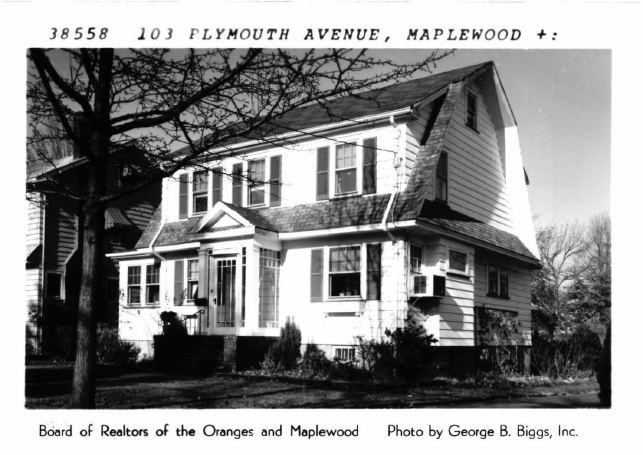 38558 103 PLYMOUTH AVENUE, MAPLEWOOD +:
Board of Realtors of the Oranges and Maplewood Photo by George B. Biggs, Inc.